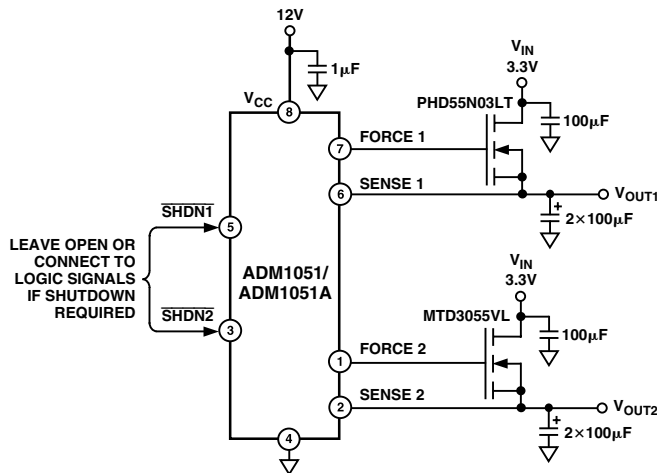 12V
1μF
VCC
8
VIN
3.3V
PHD55N03LT
100μF
7
FORCE 1
6
SENSE 1
VOUT1
2×100μF
SHDN1
5
LEAVE OPEN OR
CONNECT TO
LOGIC SIGNALS
IF SHUTDOWN
REQUIRED
ADM1051/
ADM1051A
SHDN2
3
VIN
3.3V
MTD3055VL
100μF
1
FORCE 2
2
SENSE 2
VOUT2
2×100μF
4
+
+